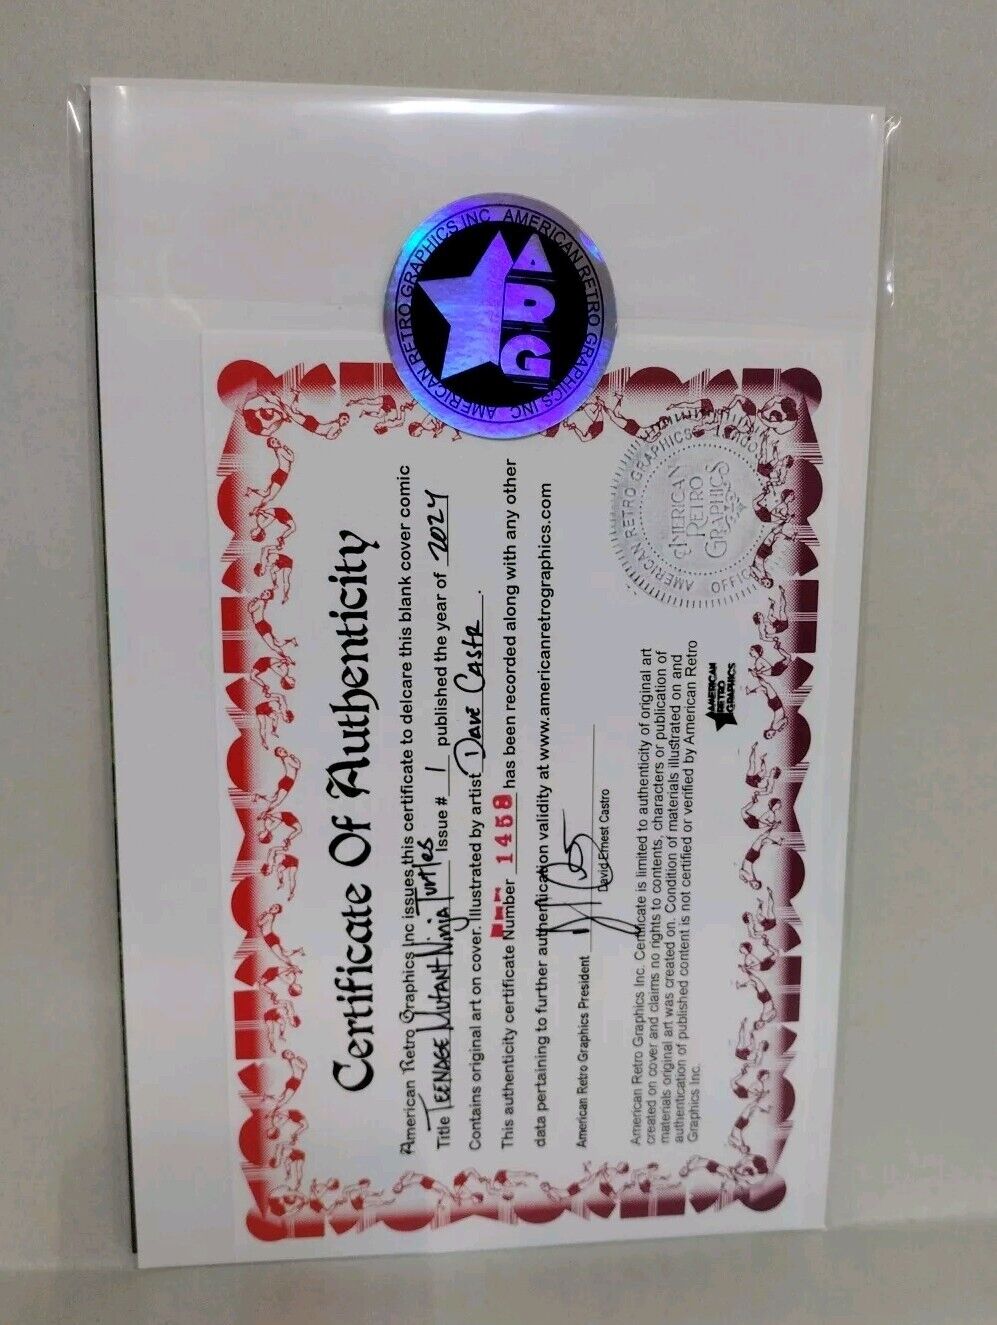 AMERICAN RETRO GRAPHICS INC AMERICAN RETRO GRAPHICS INC
ARG
Certificate Of Authenticity
American Retro Graphics Inc issues this certificate to delcare this blank cover comic
Title TEENAGE MUTANT NINJA TURTLES Issue # 1 published the year of 2024
Contains original art on cover. Illustrated by artist Dave Castr.
This authenticity certificate Number 1458 has been recorded along with any other
data pertaining to further authentication validity at www.americanretrographics.com
American Retro Graphics President
David Ernest Castro
American Retro Graphics Inc. Certificate is limited to authenticity of original art
created on cover and claims no rights to contents, characters or publication of
materials original art was created on. Condition of materials illustrated on and
authentication of published content is not certified or verified by American Retro
Graphics Inc.
AMERICAN
RETRO
GRAPHICS
AMERICAN RETRO GRAPHICS
AMERICAN
RETRO
GRAPHICS